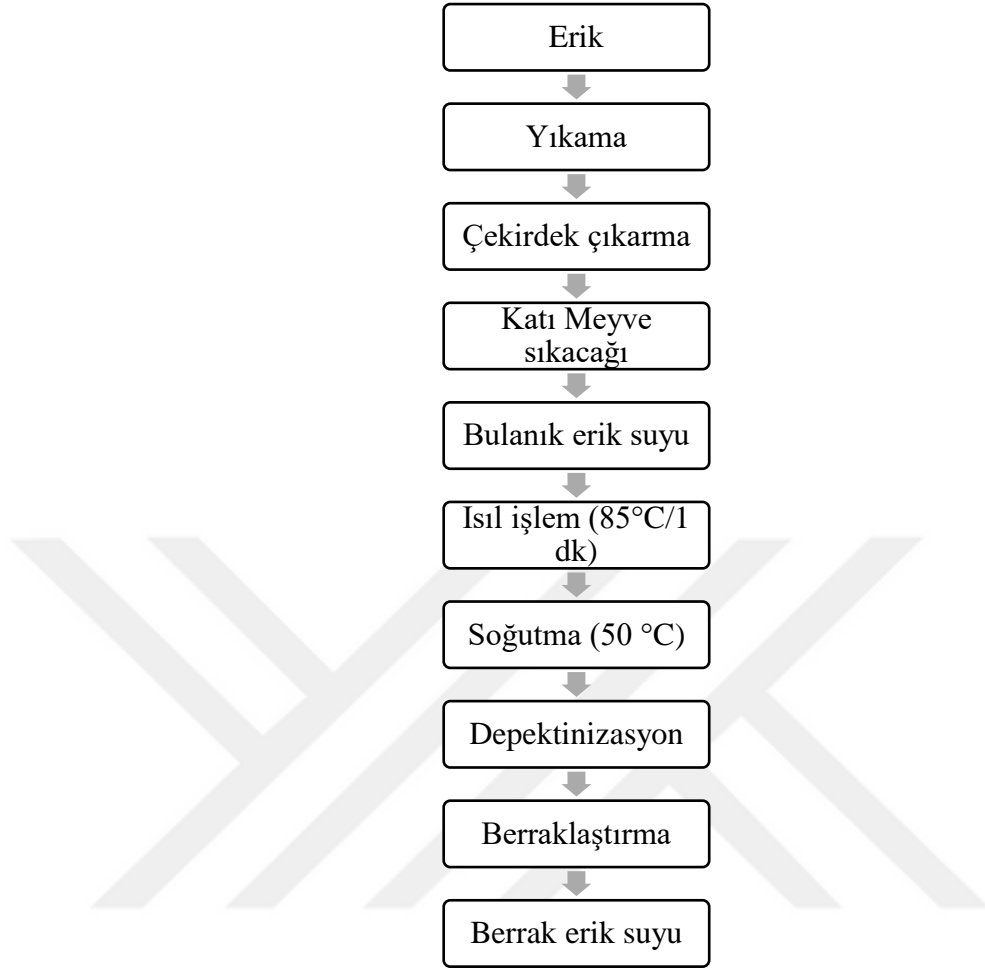 Erik
Yıkama
Çekirdek çıkarma
Katı Meyve
sıkacağı
Bulanık erik suyu
Isıl işlem (85°C/1
dk)
Soğutma (50 °C)
Depektinizasyon
Berraklaştırma
Berrak erik suyu